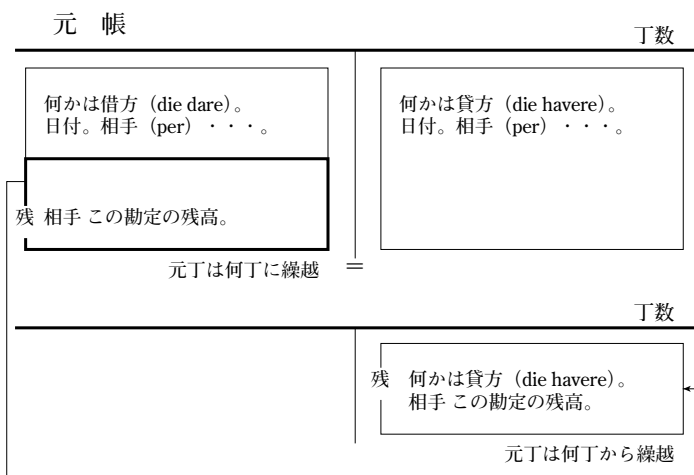 元 帳
丁数
何かは借方（die dare）。
日付。相手（per）・・・。
残 相手 この勘定の残高。
何かは貸方（die havere）。
日付。相手（per）・・・。
元丁は何丁に繰越 ＝
丁数
残 何かは貸方（die havere）。
相手 この勘定の残高。
元丁は何丁から繰越